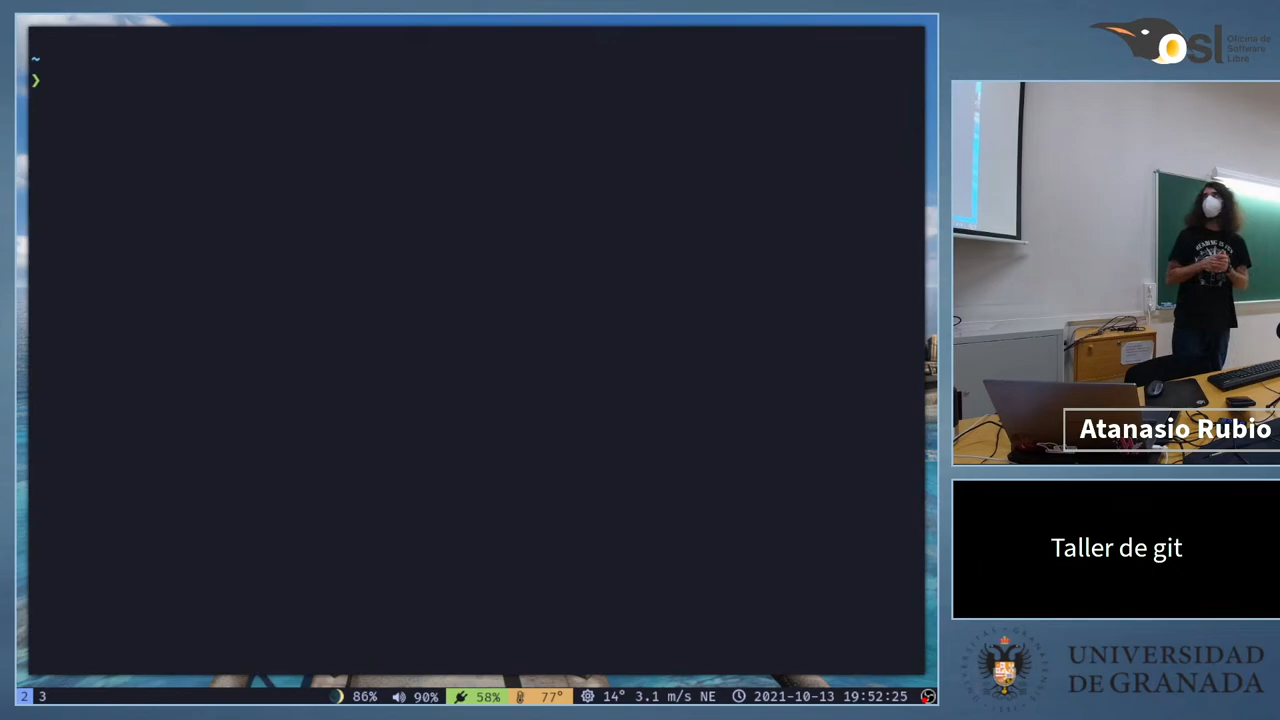 ~
❯
2 3 86% 90% 58% 77° 14° 3.1 m/s NE 2021-10-13 19:52:25
osl
Oficina de
Software
Libre
Atanasio Rubio
Taller de git
UNIVERSIDAD
DE GRANADA